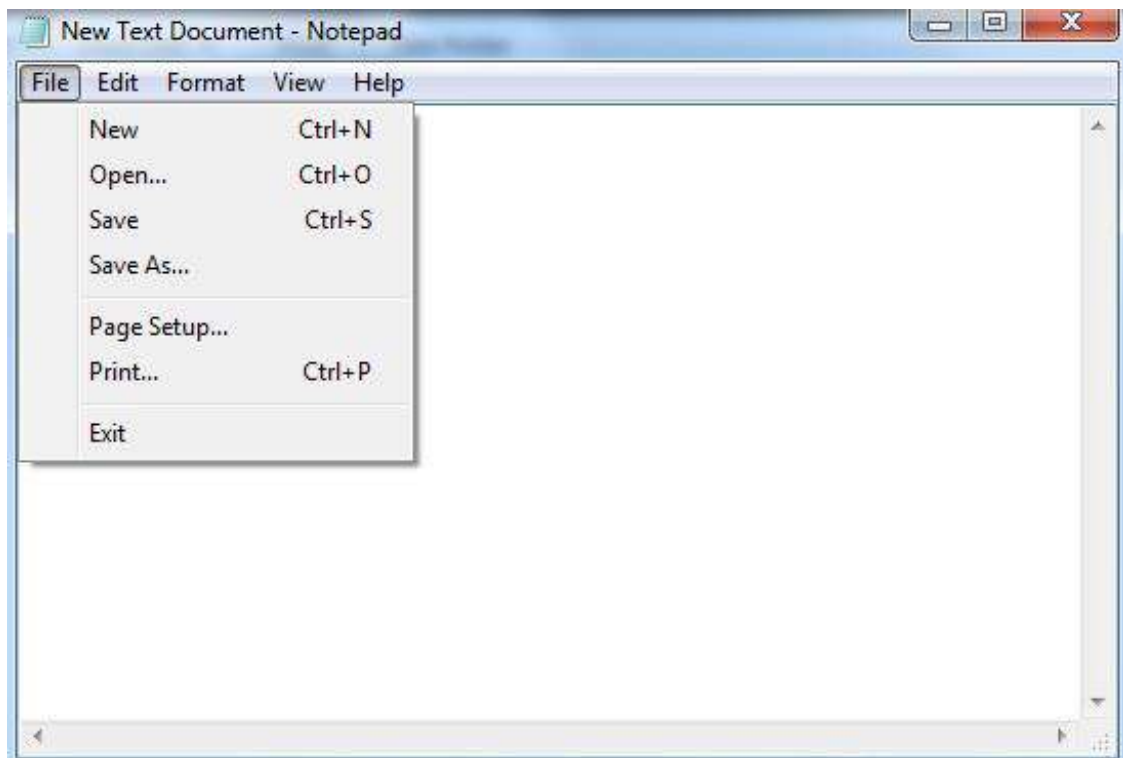 New Text Document - Notepad
File Edit Format View Help
New Ctrl+N
Open... Ctrl+O
Save Ctrl+S
Save As...
Page Setup...
Print... Ctrl+P
Exit